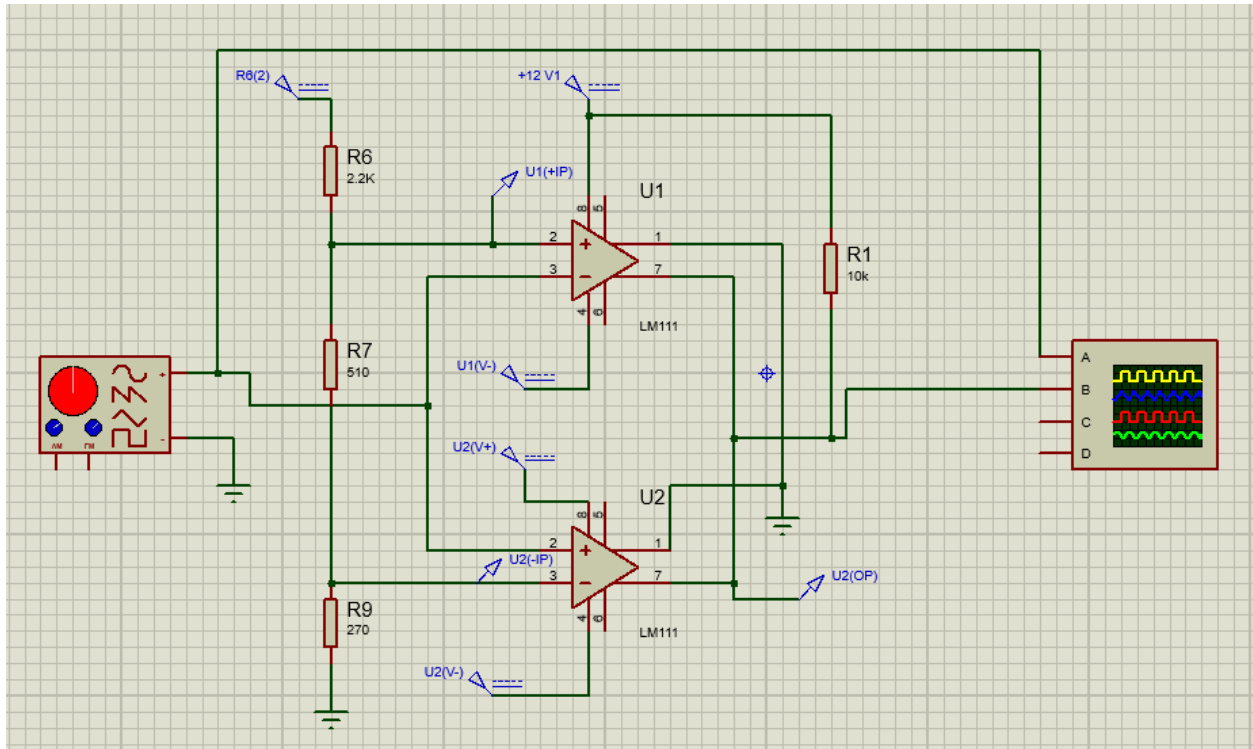 R6(2)
+12 V1
R6
2.2K
U1(+IP)
U1
8
5
2
+
1
3
−
7
4
6
LM111
R1
10k
R7
510
U1(V-)
+
-
AM
FM
A
B
C
D
U2(V+)
U2
8
5
2
+
1
U2(-IP)
3
−
7
4
6
LM111
U2(OP)
R9
270
U2(V-)